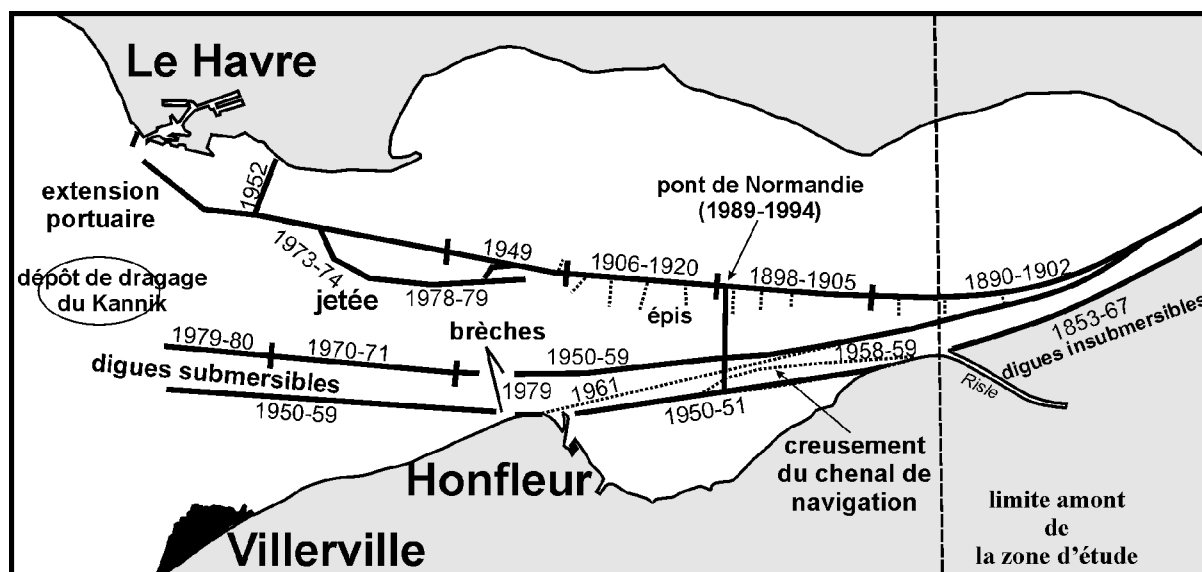 Le Havre
extension
portuaire
1952
pont de Normandie
(1989-1994)
1973-74
1949
1906-1920
1898-1905
1890-1902
dépôt de dragage
du Kannik
jetée
1978-79
épis
1853-67
digues insubmersibles
brèches
1979-80
1970-71
1950-59
1958-59
digues submersibles
1979
1961
Risle
1950-59
1950-51
Honfleur
creusement
du chenal de
navigation
limite amont
de
la zone d'étude
Villerville